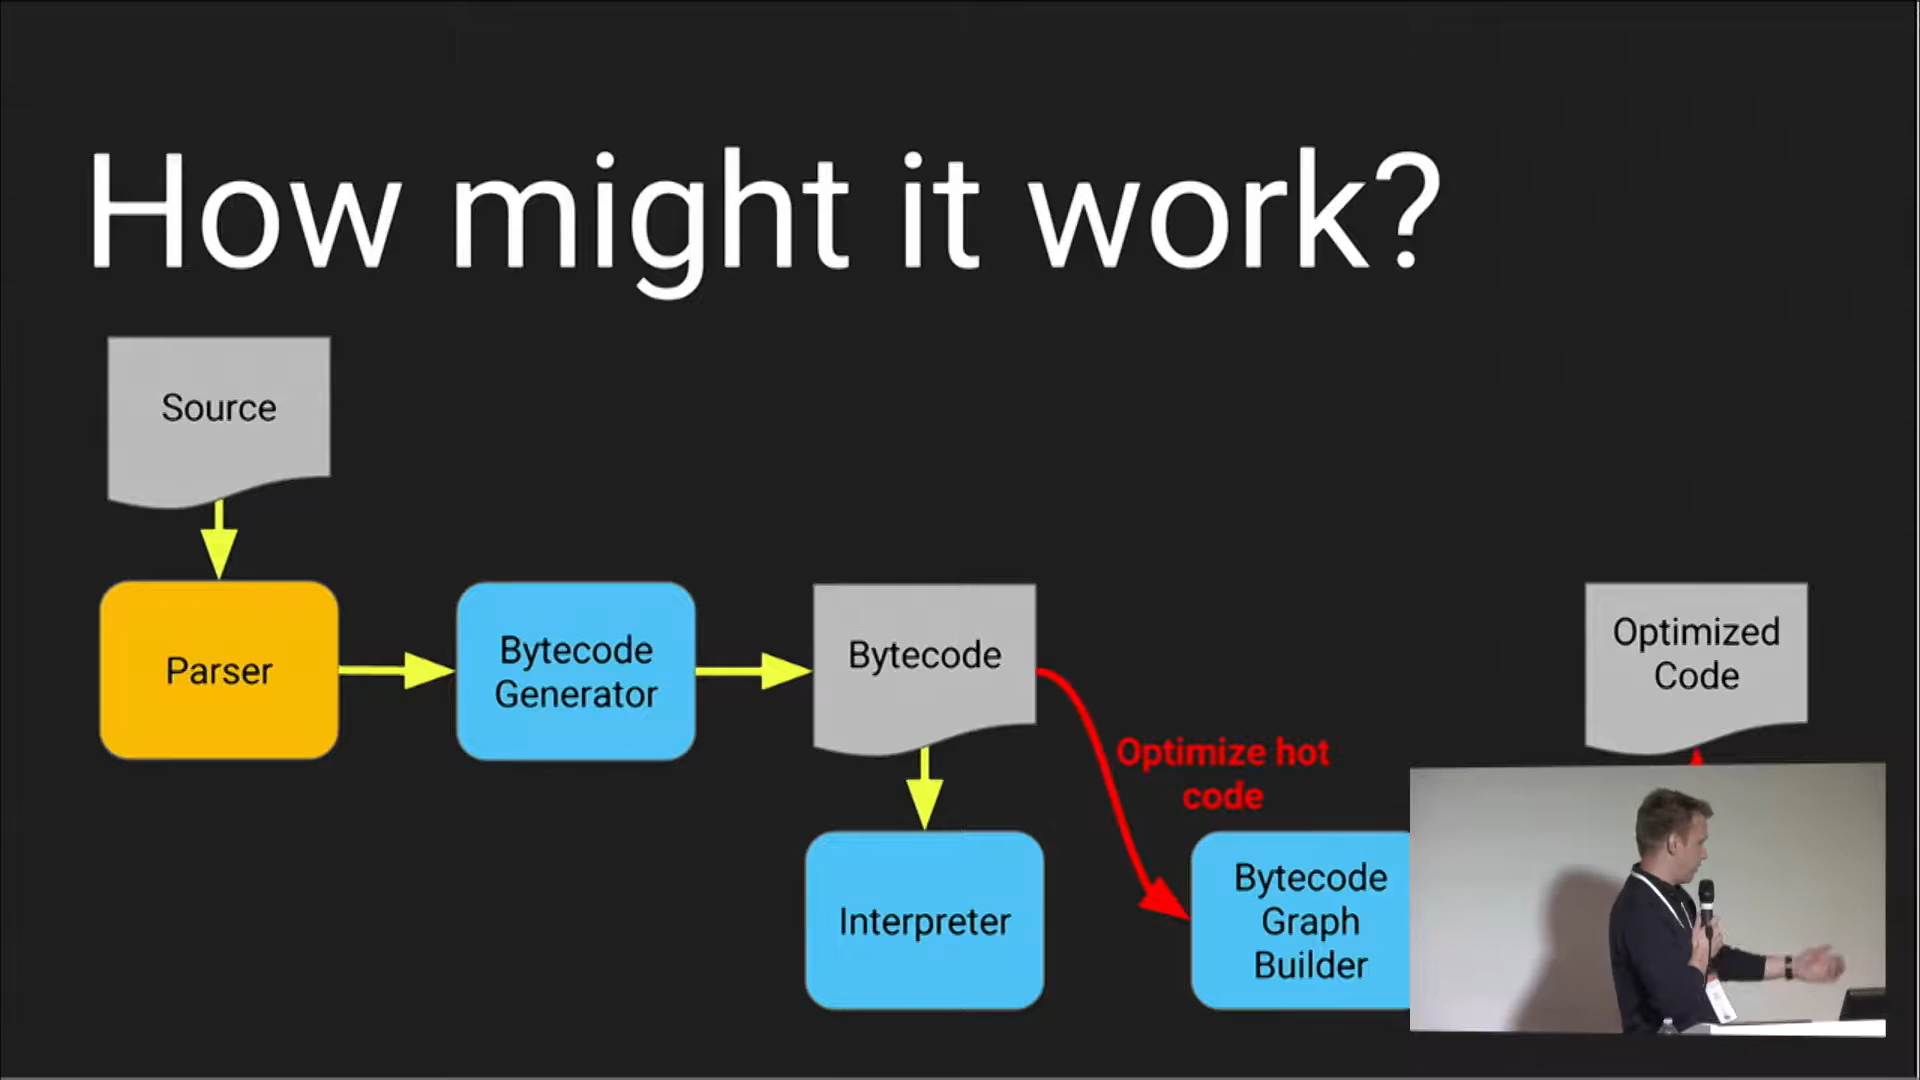 How might it work?
Source
Parser
Bytecode
Generator
Bytecode
Optimized
Code
Optimize hot
code
Interpreter
Bytecode
Graph
Builder